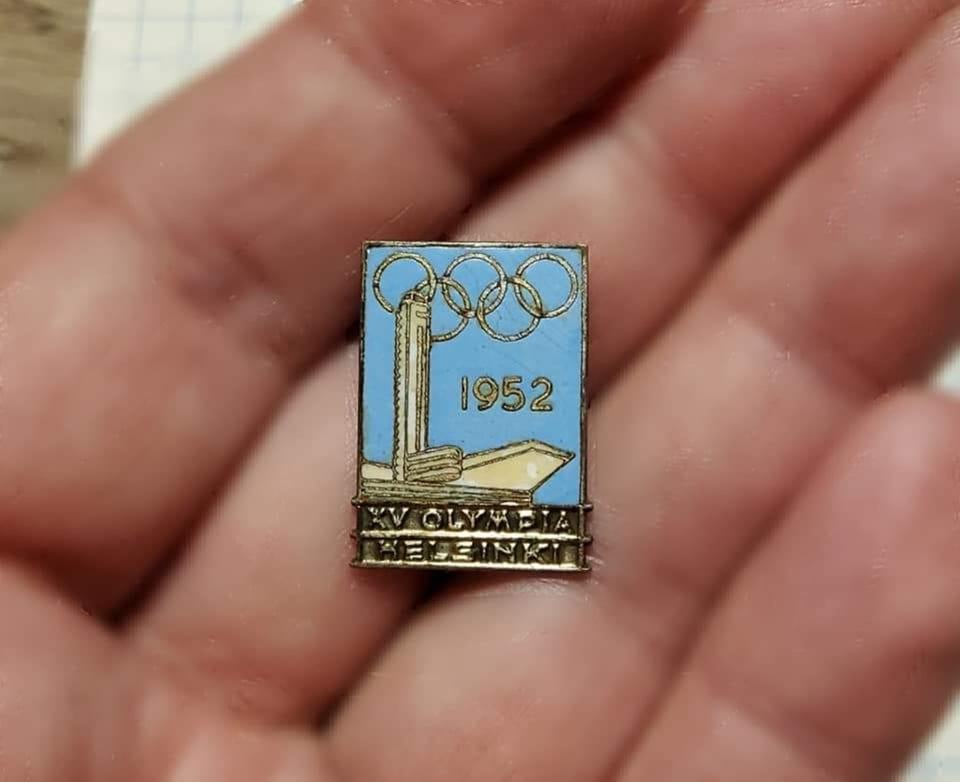 1952
XV OLYMPIA
HELSINKI